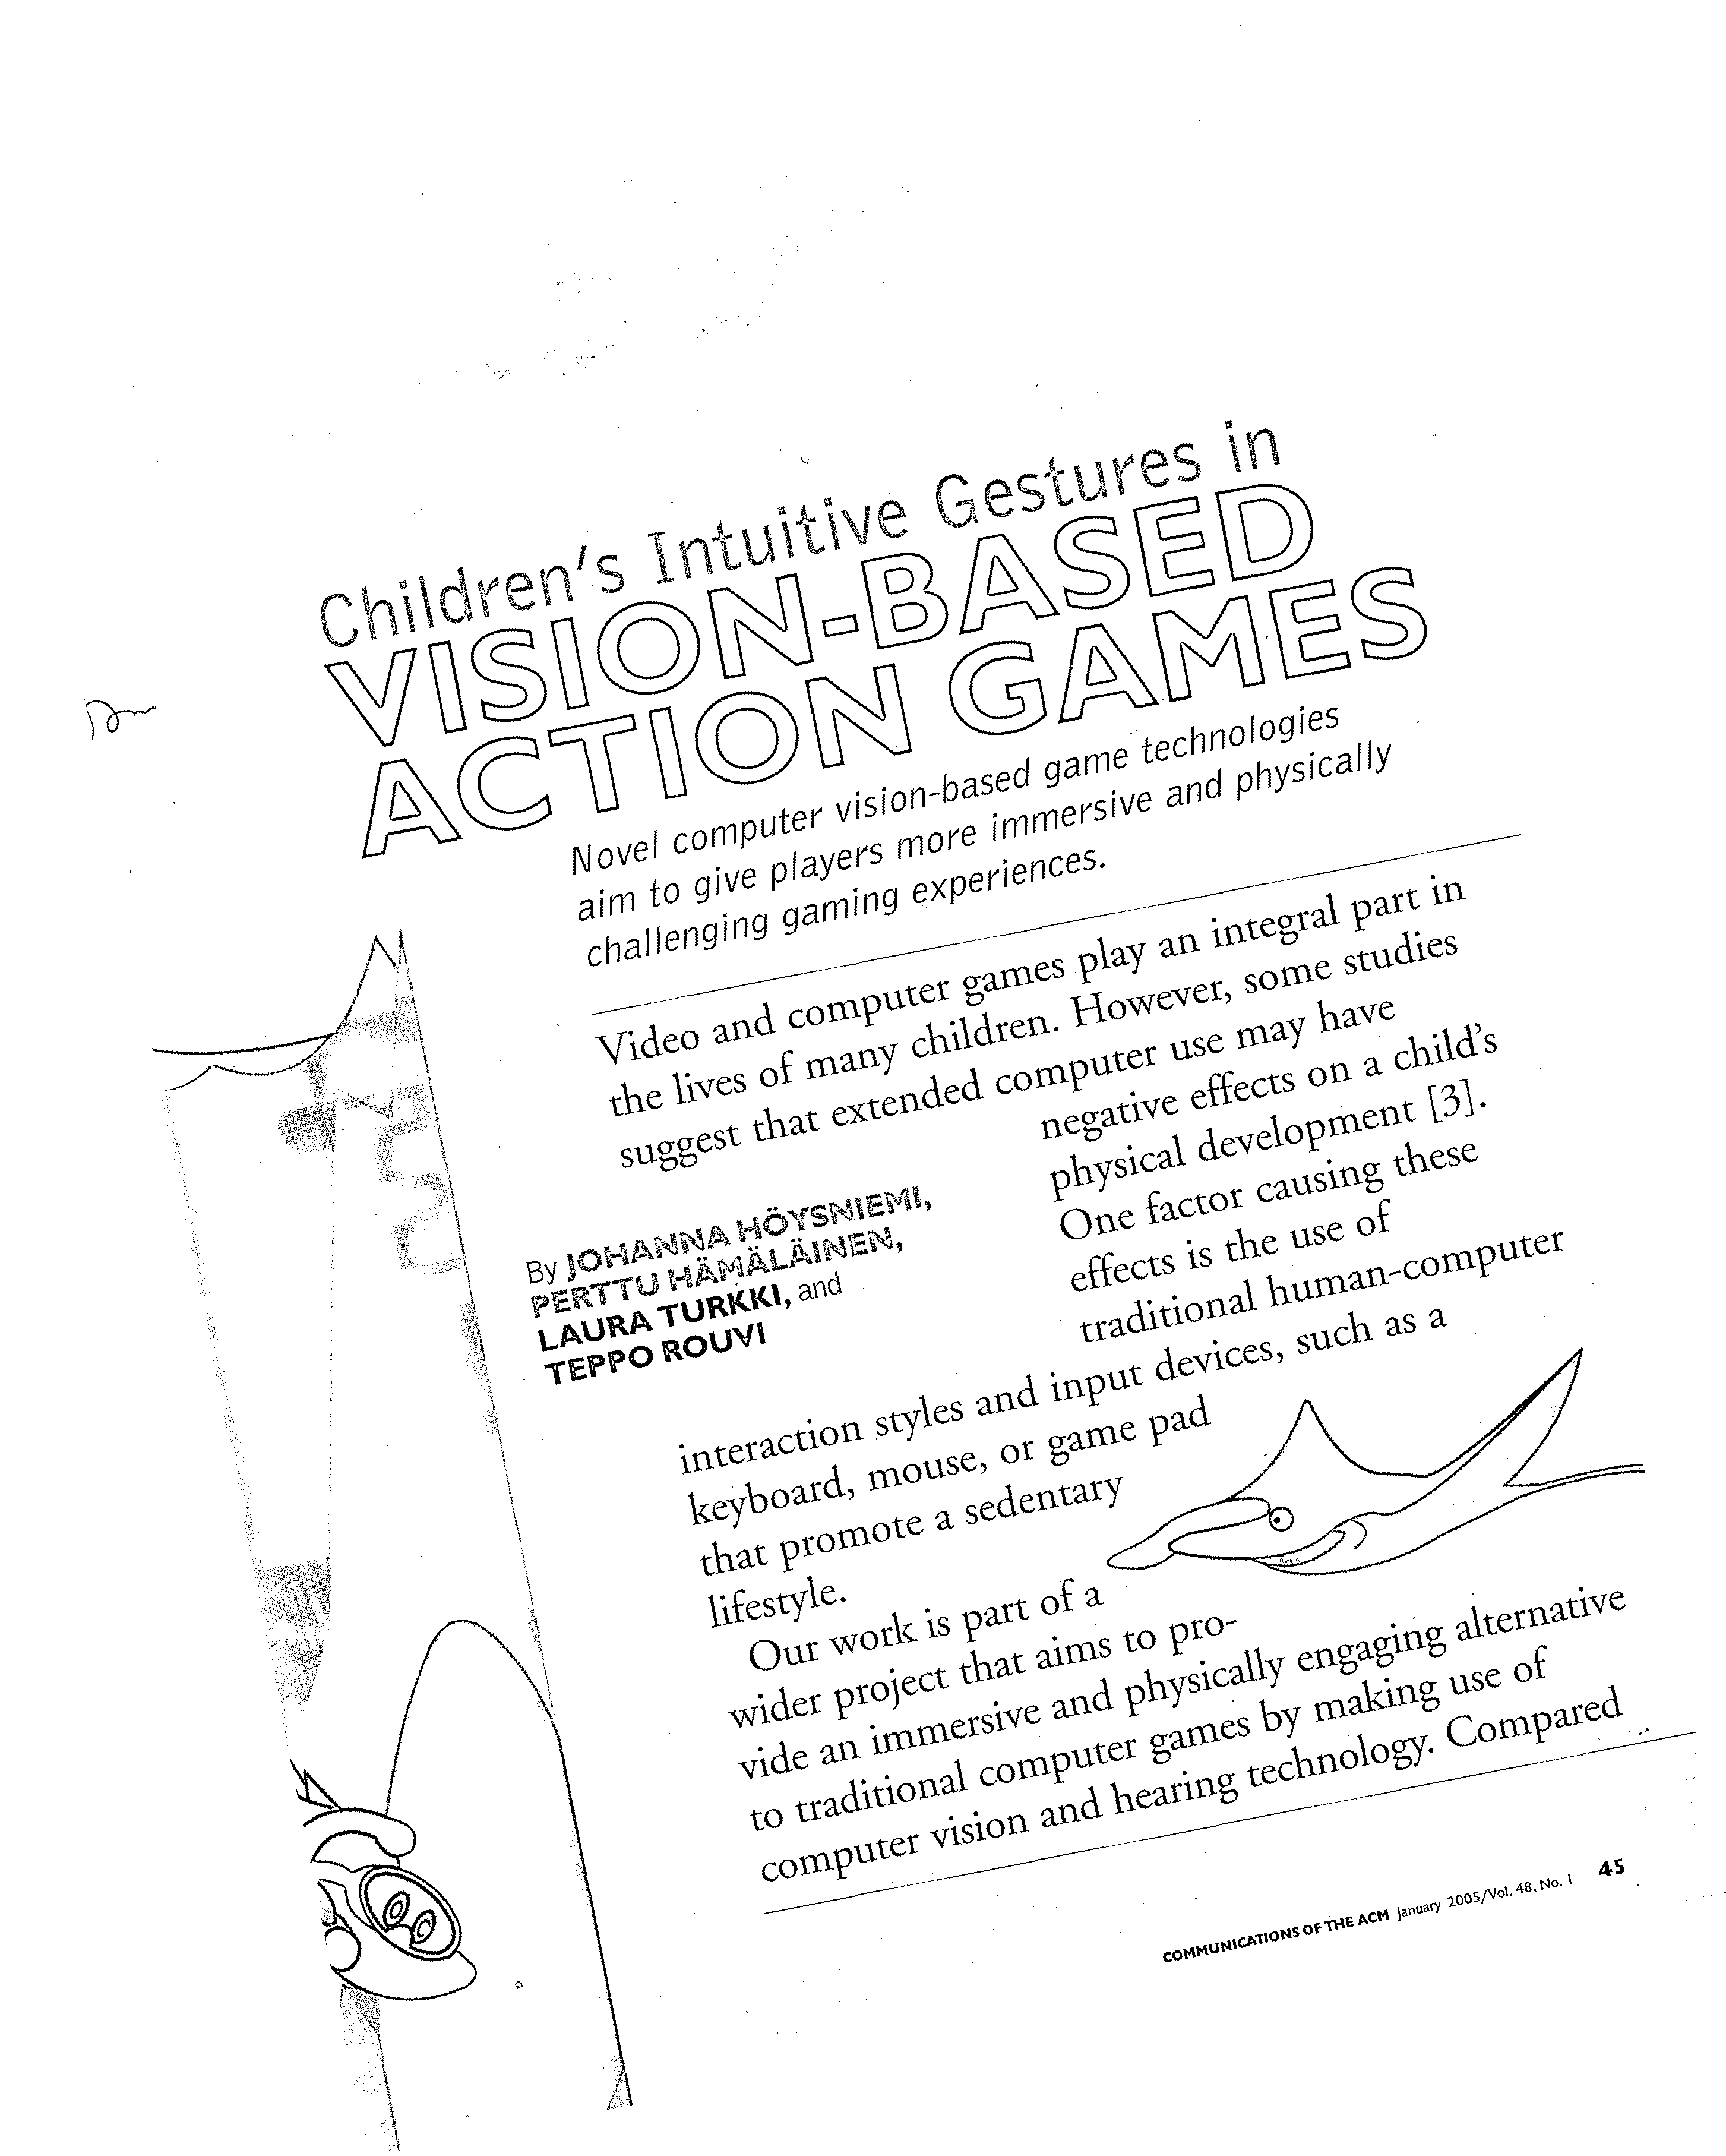 Children's Intuitive Gestures in
VISION-BASED
ACTION GAMES
Novel computer vision-based game technologies
aim to give players more immersive and physically
challenging gaming experiences.
Video and computer games play an integral part in
the lives of many children. However, some studies
suggest that extended computer use may have
negative effects on a child's
physical development [3].
One factor causing these
effects is the use of
traditional human-computer
By JOHANNA HÖYSNIEMI,
PERTTU HÄMÄLÄINEN,
LAURA TURKKI, and
TEPPO ROUVI
interaction styles and input devices, such as a
keyboard, mouse, or game pad
that promote a sedentary
lifestyle.
Our work is part of a
wider project that aims to pro-
vide an immersive and physically engaging alternative
to traditional computer games by making use of
computer vision and hearing technology. Compared
COMMUNICATIONS OF THE ACM January 2005/Vol. 48, No. 1 45